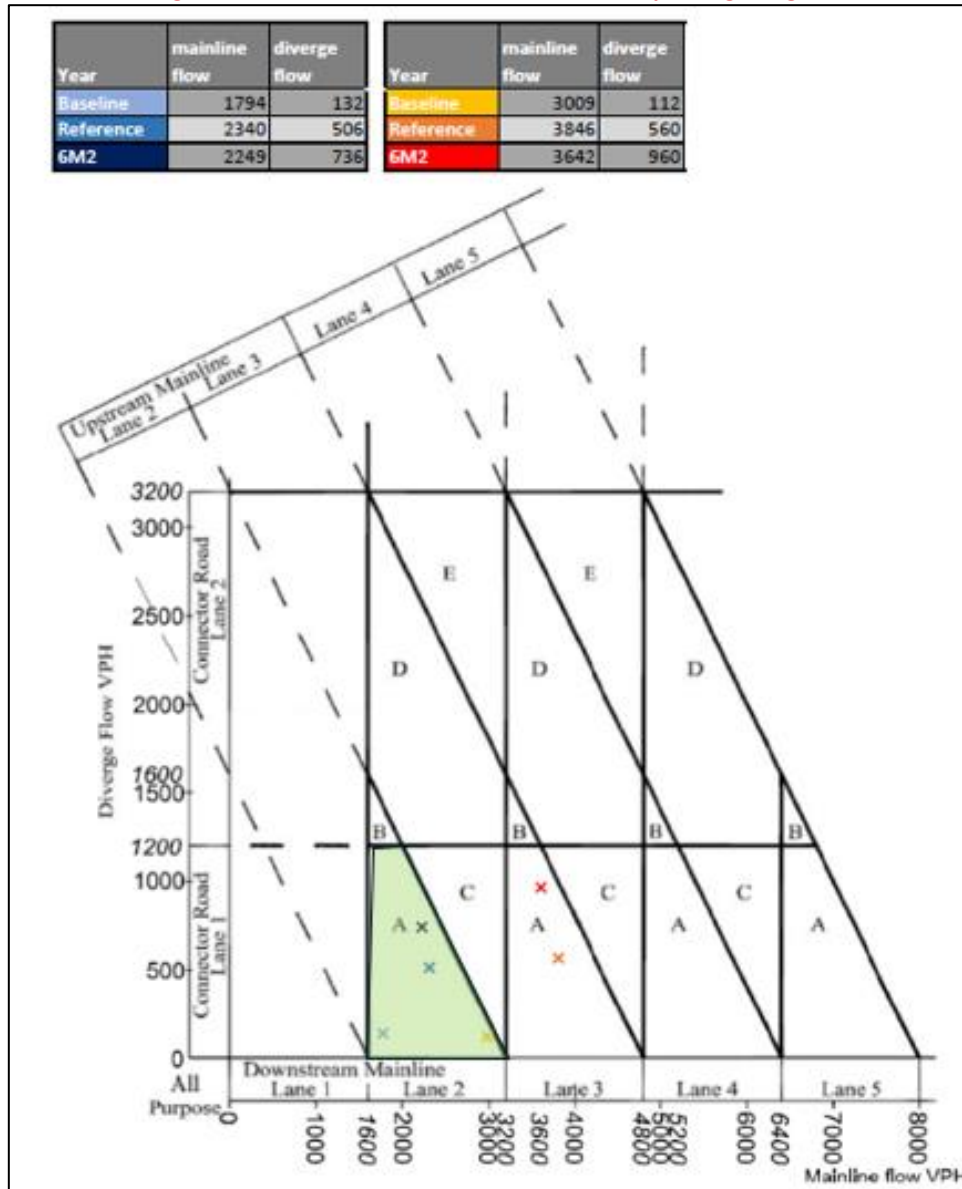 mainline diverge
Year flow flow
Baseline 1794 132
Reference 2340 506
6M2 2249 736
mainline diverge
Year flow flow
Baseline 3009 112
Reference 3846 560
6M2 3642 960
Upstream Mainline
Lane 2
Lane 3
Lane 4
Lane 5
3200
3000
2500
2000
1600
1500
1200
1000
500
0
Diverge Flow VPH
Connector Road
Lane 2
Connector Road
Lane 1
E
E
D
D
D
B
B
B
B
C
C
C
A
A
A
A
Downstream Mainline
All
Purpose
Lane 1
Lane 2
Lane 3
Lane 4
Lane 5
0
1000
1600
2000
3000
3200
3600
4000
4800
5000
5200
6000
6400
7000
8000
Mainline flow VPH